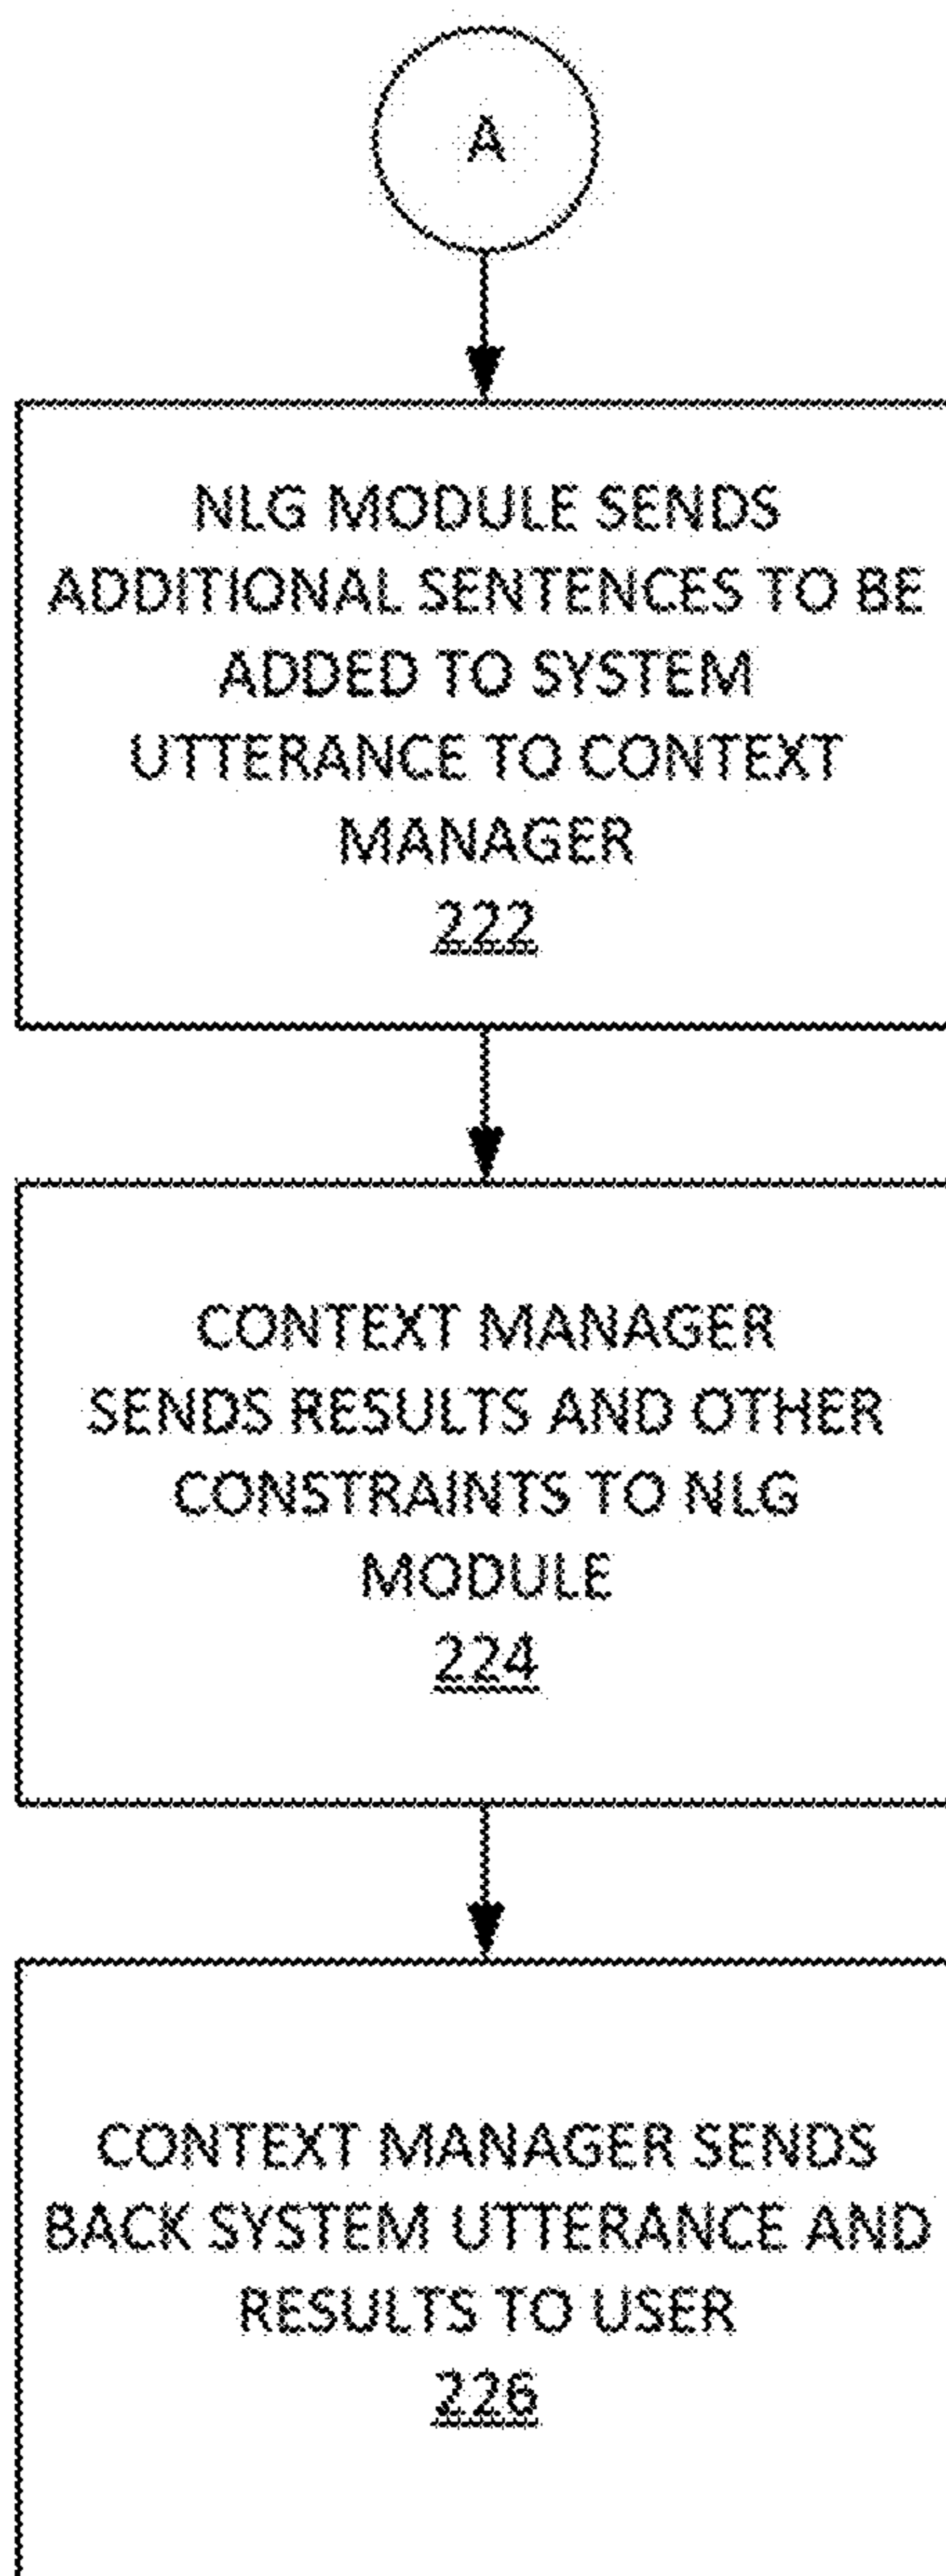 A
NLG MODULE SENDS
ADDITIONAL SENTENCES TO BE
ADDED TO SYSTEM
UTTERANCE TO CONTEXT
MANAGER
222
CONTEXT MANAGER
SENDS RESULTS AND OTHER
CONSTRAINTS TO NLG
MODULE
224
CONTEXT MANAGER SENDS
BACK SYSTEM UTTERANCE AND
RESULTS TO USER
226